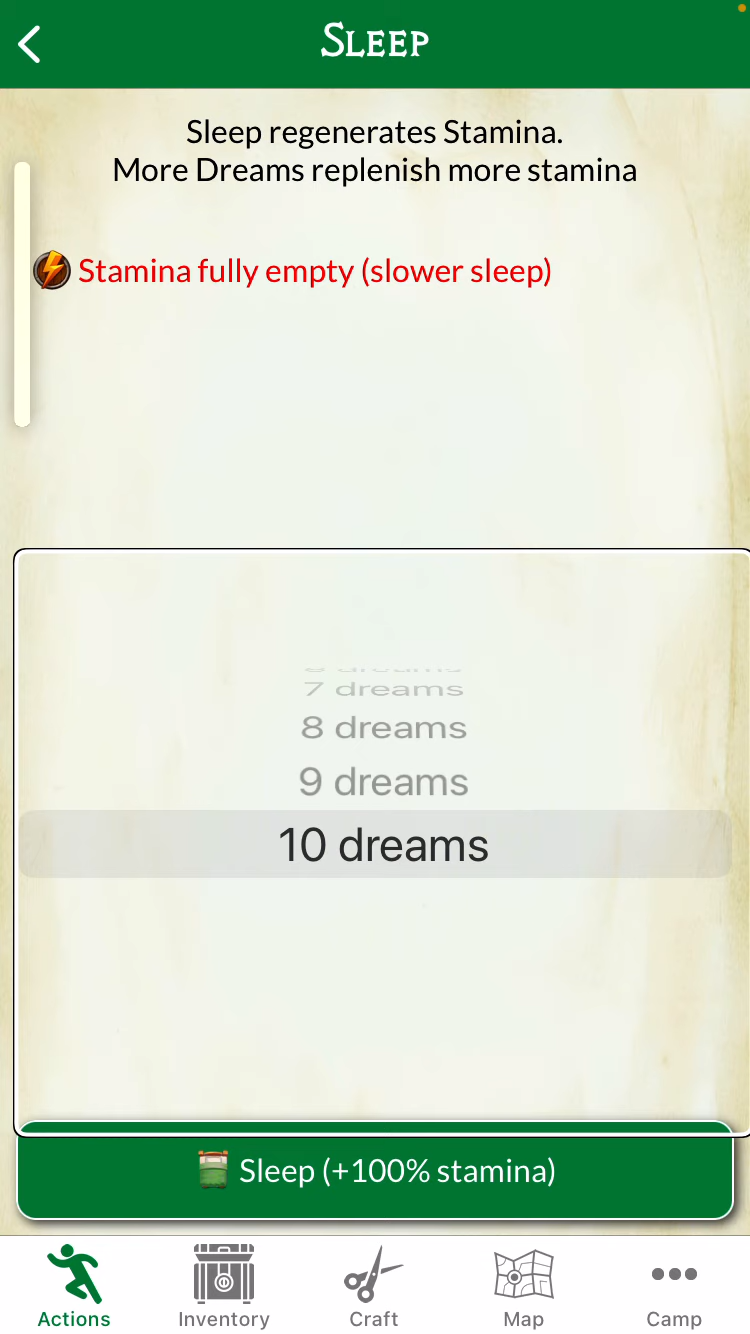 SLEEP
Sleep regenerates Stamina.
More Dreams replenish more stamina
Stamina fully empty (slower sleep)
7 dreams
8 dreams
9 dreams
10 dreams
Sleep (+100% stamina)
Actions Inventory Craft Map Camp